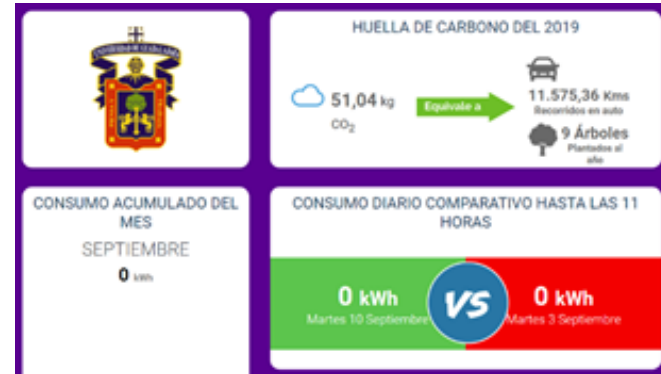 HUELLA DE CARBONO DEL 2019
51,04 kg
CO2
Equivale a
11.575,36 Kms
Recorridos en auto
9 Árboles
Plantados al
año
CONSUMO ACUMULADO DEL
MES
SEPTIEMBRE
0 kWh
CONSUMO DIARIO COMPARATIVO HASTA LAS 11
HORAS
0 kWh
Martes 10 Septiembre
VS
0 kWh
Martes 3 Septiembre